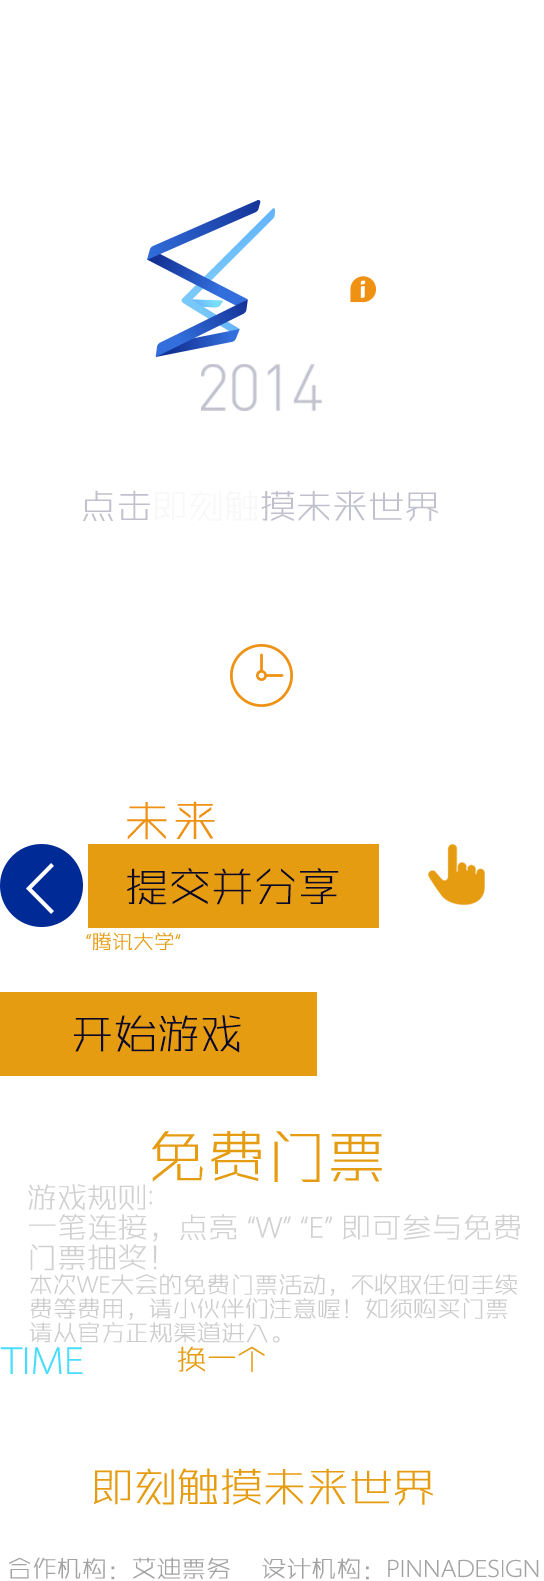 i
2014
点击即刻触摸未来世界
未来
提交并分享
“腾讯大学“
开始游戏
免费门票
游戏规则:
一笔连接，点亮 “W” “E” 即可参与免费
门票抽奖！
本次WE大会的免费门票活动，不收取任何手续
费等费用，请小伙伴们注意喔！如须购买门票
请从官方正规渠道进入。
TIME 换一个
即刻触摸未来世界
合作机构：艾迪票务 设计机构：PINNADESIGN